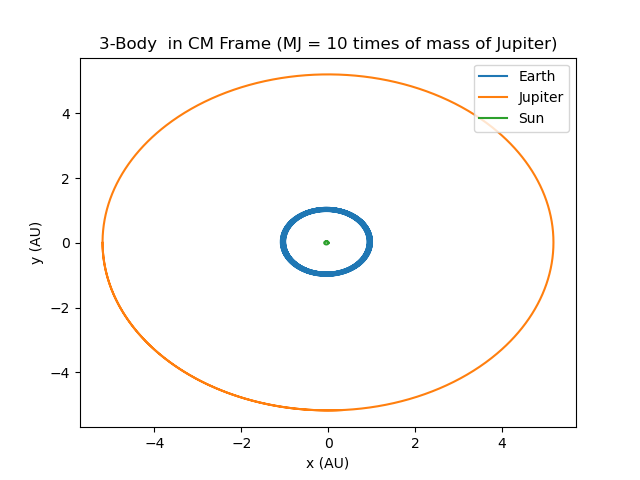 3-Body  in CM Frame (MJ = 10 times of mass of Jupiter)
Earth
Jupiter
Sun
4
2
0
−2
−4
y (AU)
−4
−2
0
2
4
x (AU)